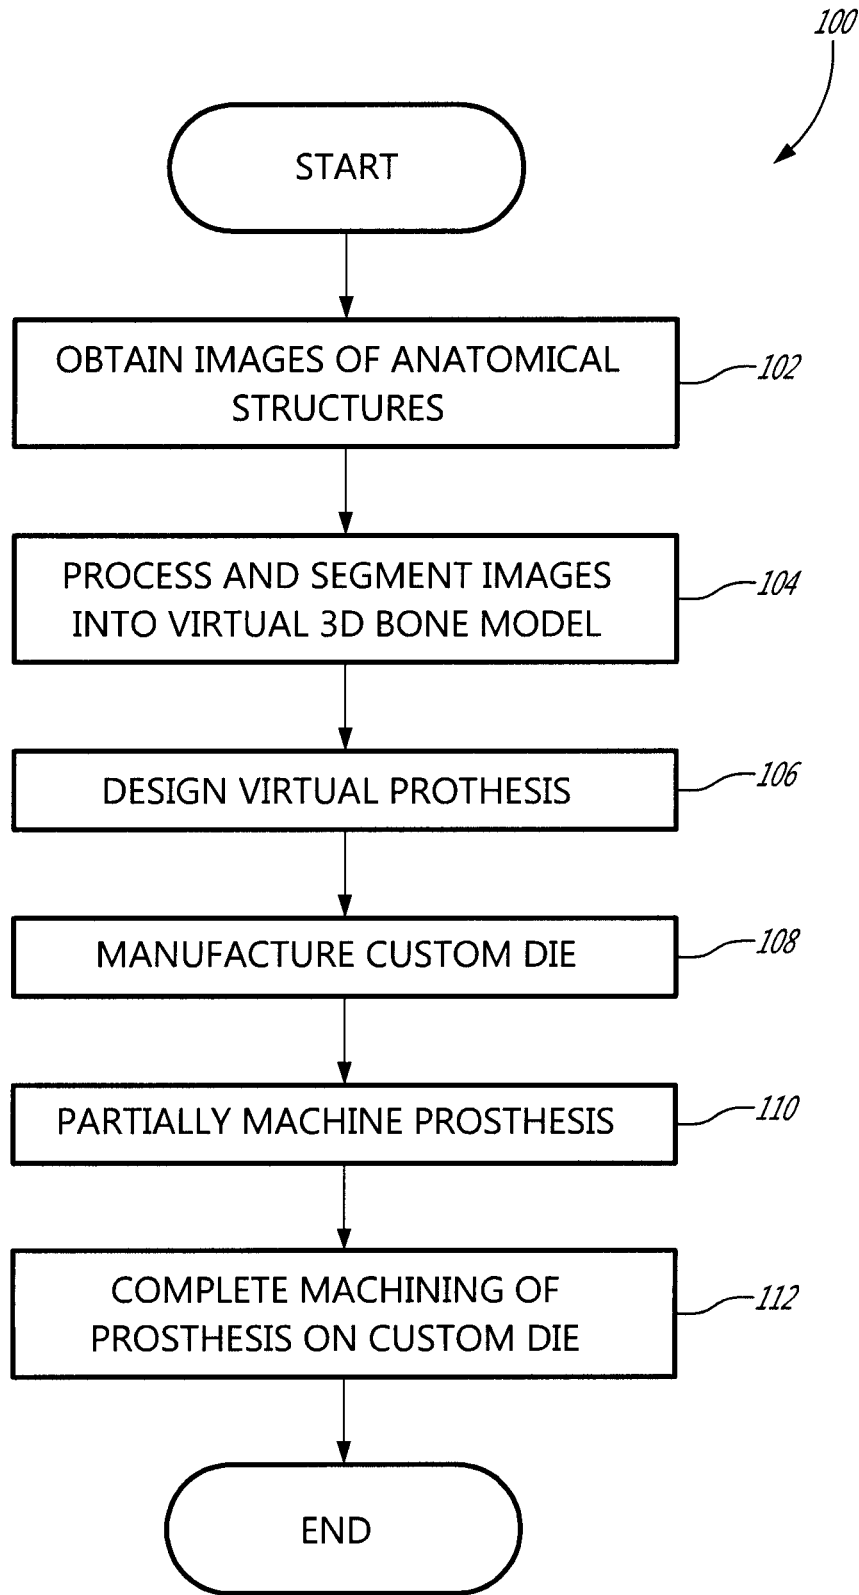 100
START
OBTAIN IMAGES OF ANATOMICAL
STRUCTURES
102
PROCESS AND SEGMENT IMAGES
INTO VIRTUAL 3D BONE MODEL
104
DESIGN VIRTUAL PROTHESIS
106
MANUFACTURE CUSTOM DIE
108
PARTIALLY MACHINE PROSTHESIS
110
COMPLETE MACHINING OF
PROSTHESIS ON CUSTOM DIE
112
END